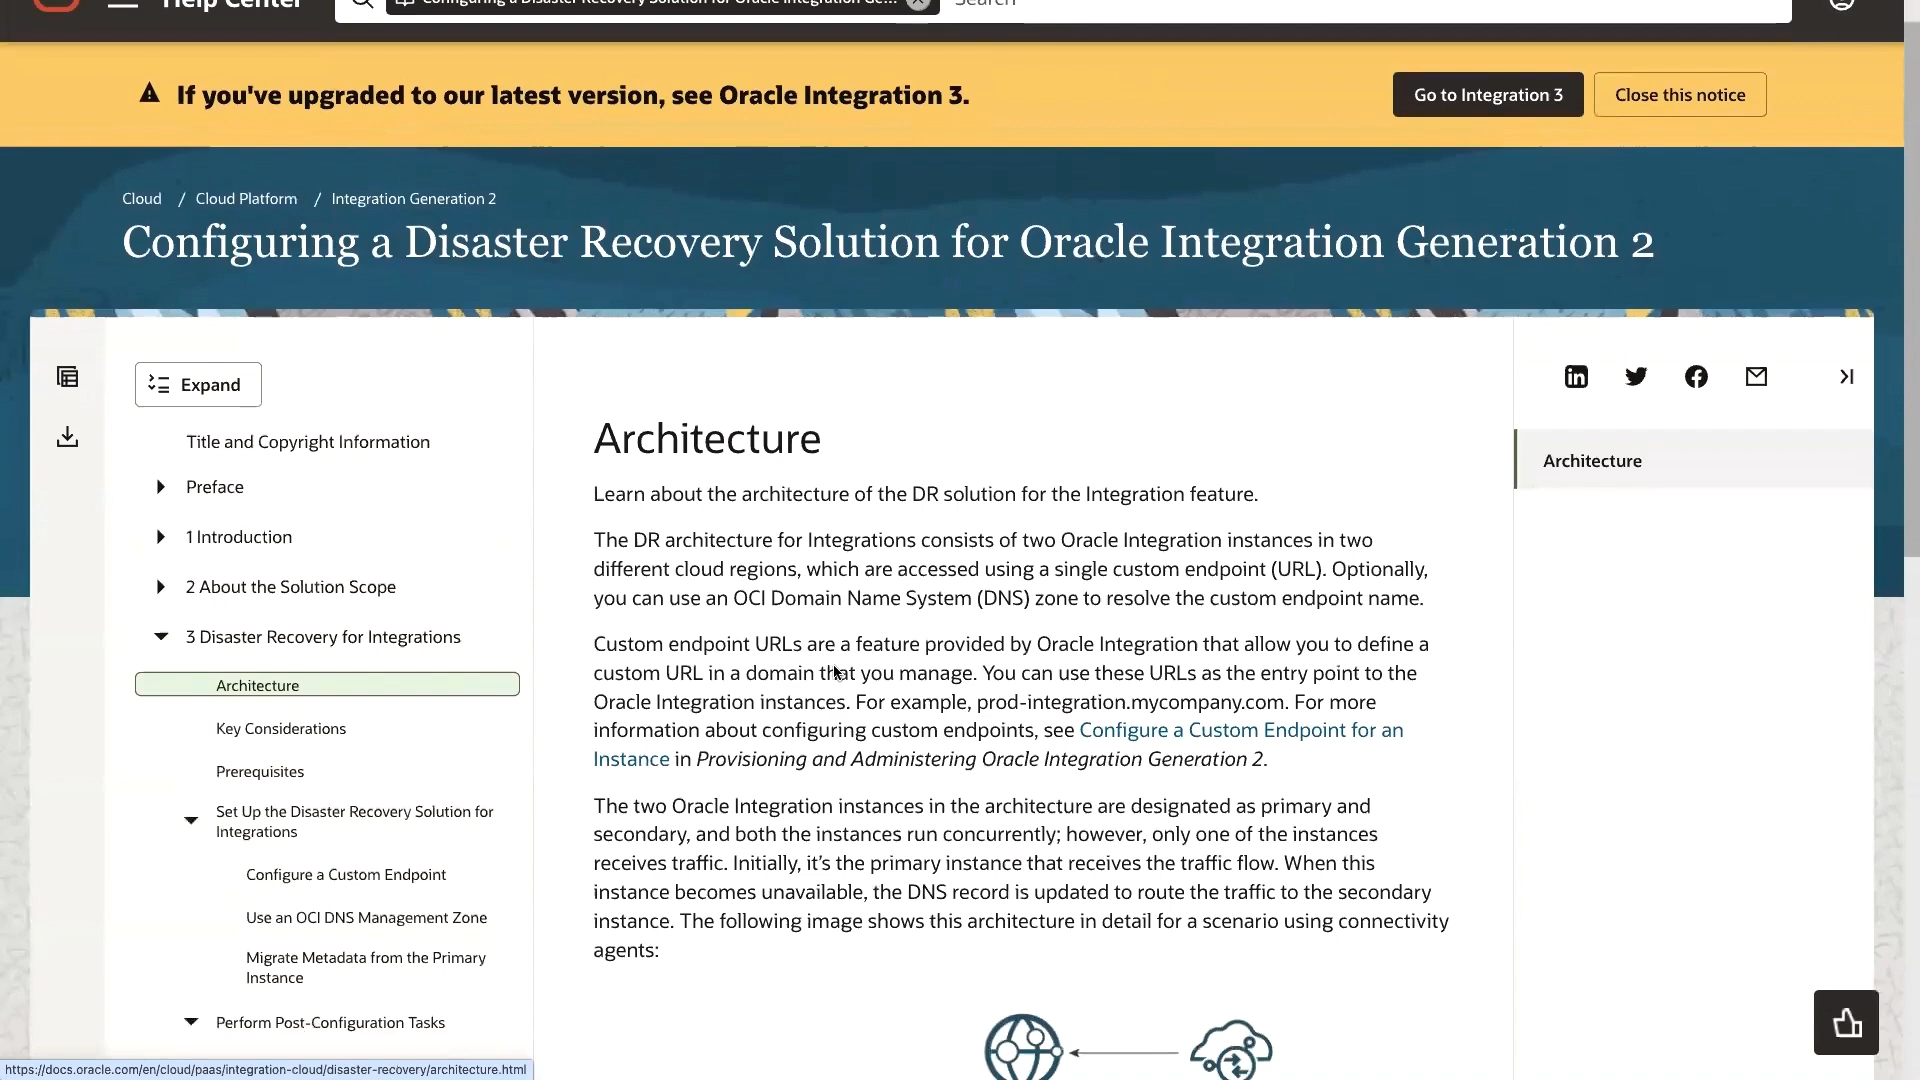 Help Center
Configuring a Disaster Recovery Solution for Oracle Integration Ge...
Search
If you've upgraded to our latest version, see Oracle Integration 3.
Go to Integration 3
Close this notice
Cloud / Cloud Platform / Integration Generation 2
Configuring a Disaster Recovery Solution for Oracle Integration Generation 2
Expand
Title and Copyright Information
Preface
1 Introduction
2 About the Solution Scope
3 Disaster Recovery for Integrations
Architecture
Key Considerations
Prerequisites
Set Up the Disaster Recovery Solution for
Integrations
Configure a Custom Endpoint
Use an OCI DNS Management Zone
Migrate Metadata from the Primary
Instance
Perform Post-Configuration Tasks
Architecture
Learn about the architecture of the DR solution for the Integration feature.
The DR architecture for Integrations consists of two Oracle Integration instances in two
different cloud regions, which are accessed using a single custom endpoint (URL). Optionally,
you can use an OCI Domain Name System (DNS) zone to resolve the custom endpoint name.
Custom endpoint URLs are a feature provided by Oracle Integration that allow you to define a
custom URL in a domain that you manage. You can use these URLs as the entry point to the
Oracle Integration instances. For example, prod-integration.mycompany.com. For more
information about configuring custom endpoints, see Configure a Custom Endpoint for an
Instance in Provisioning and Administering Oracle Integration Generation 2.
The two Oracle Integration instances in the architecture are designated as primary and
secondary, and both the instances run concurrently; however, only one of the instances
receives traffic. Initially, it's the primary instance that receives the traffic flow. When this
instance becomes unavailable, the DNS record is updated to route the traffic to the secondary
instance. The following image shows this architecture in detail for a scenario using connectivity
agents:
Architecture
https://docs.oracle.com/en/cloud/paas/integration-cloud/disaster-recovery/architecture.html